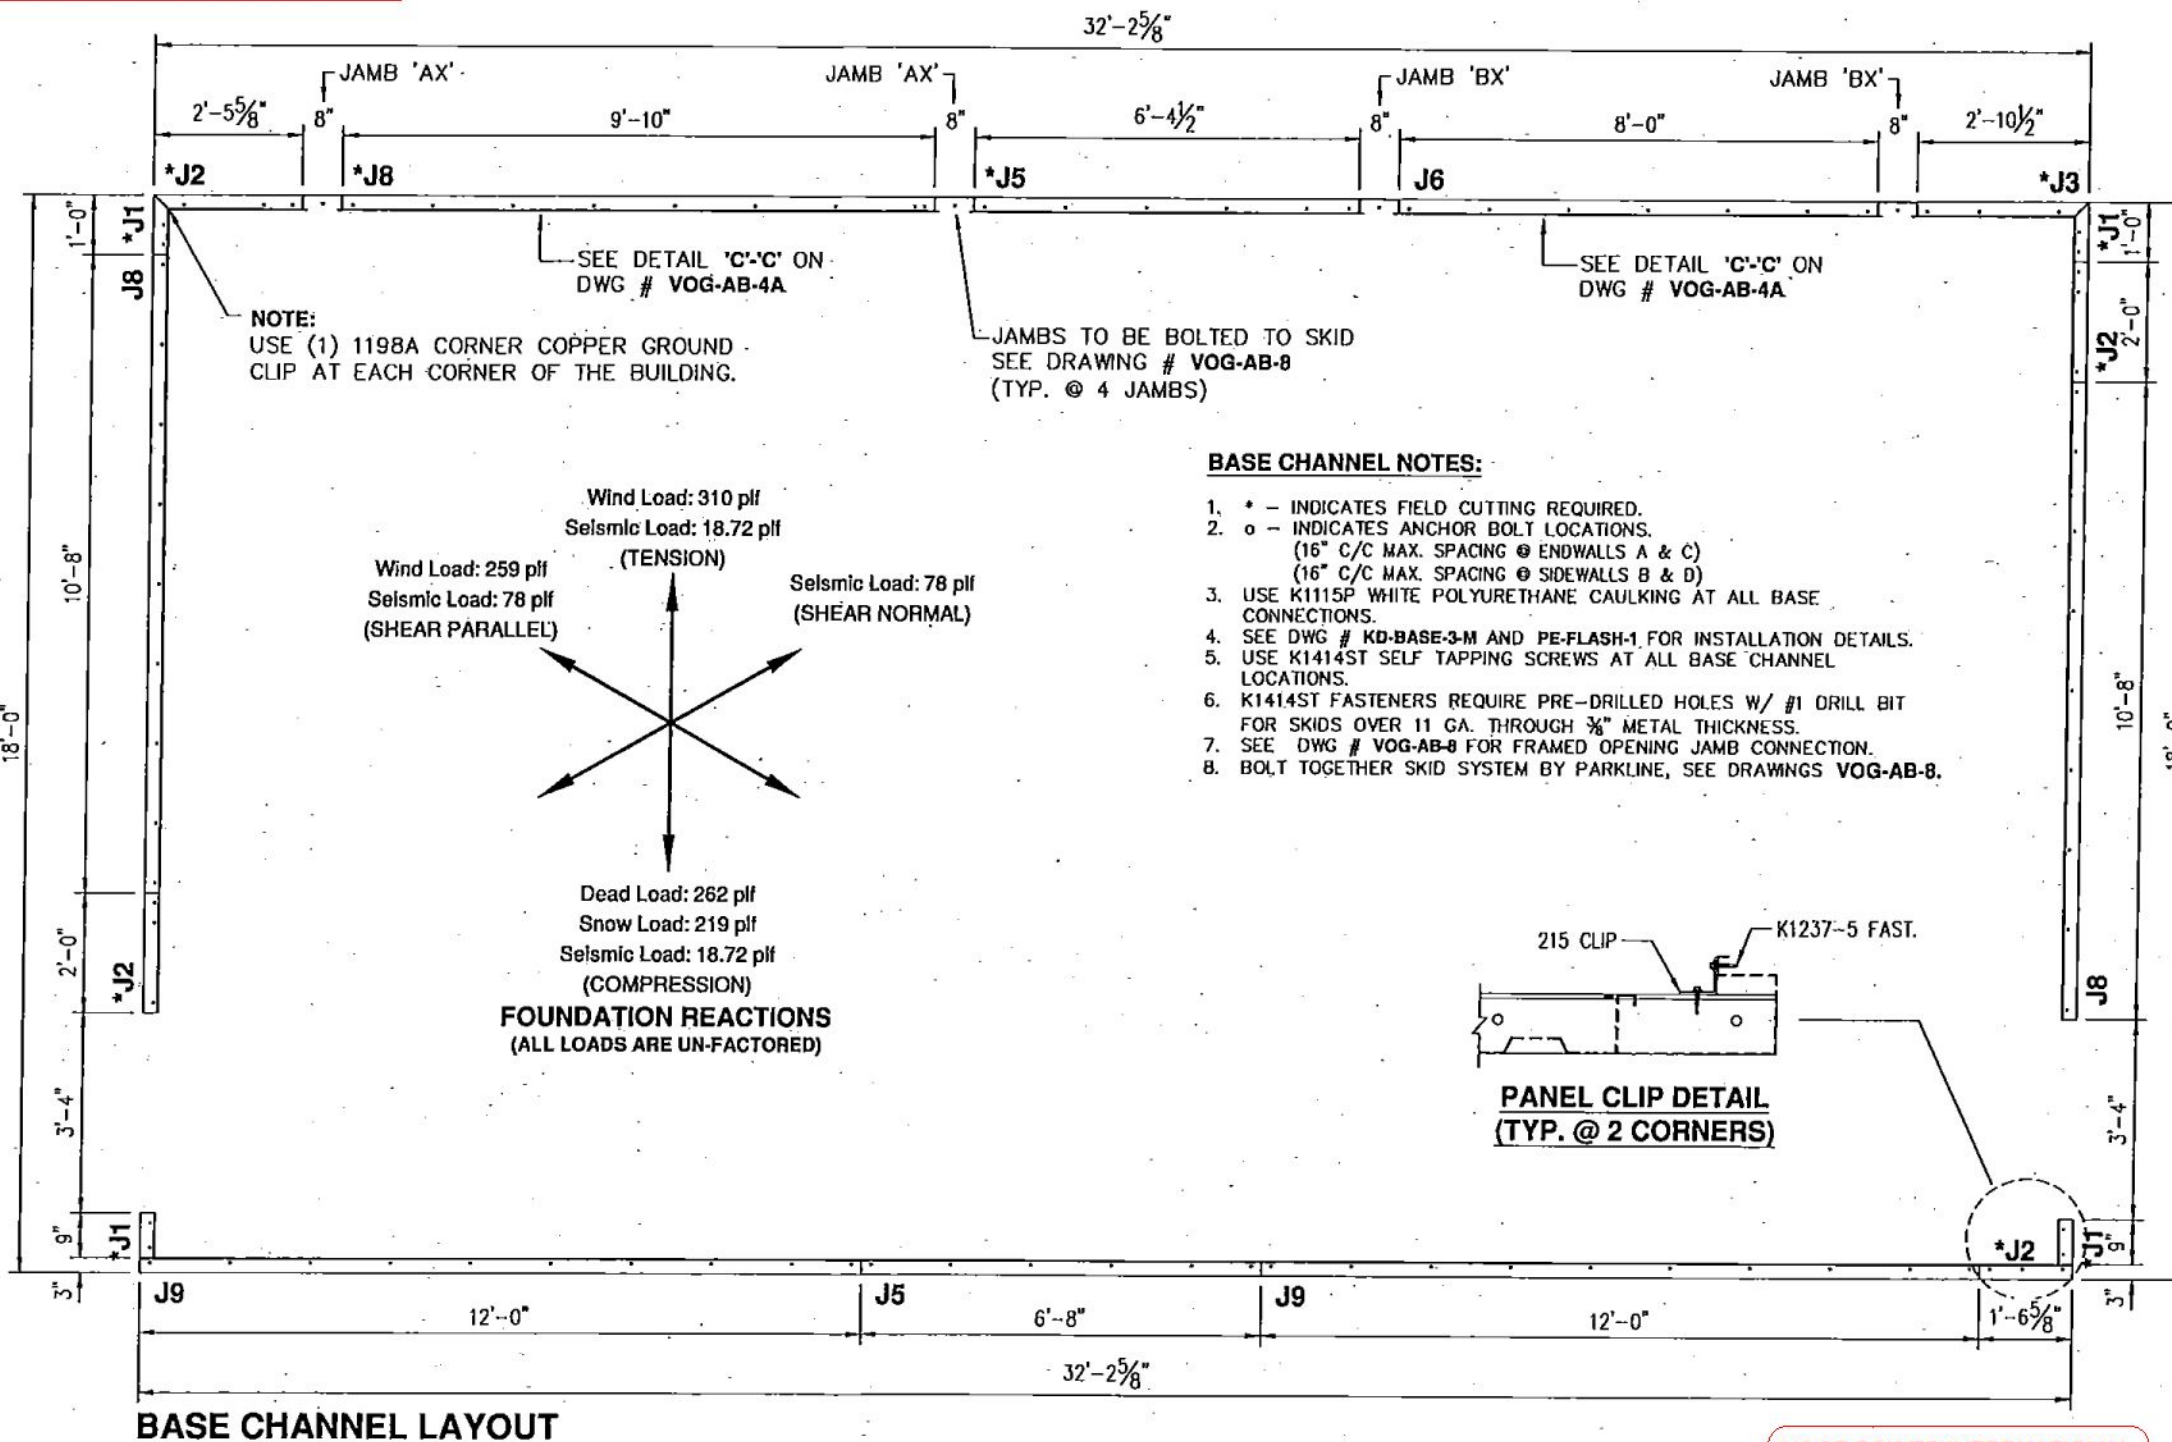 32'-2⅝"
JAMB 'AX'
JAMB 'AX'
JAMB 'BX'
JAMB 'BX'
2'-5⅝"
8"
9'-10"
8"
6'-4½"
8"
8'-0"
8"
2'-10½"
*J2
*J8
*J5
J6
*J3
*J1
1'-0"
J8
10'-8"
18'-0"
2'-0"
*J2
3'-4"
9"
*J1
3"
*J1
1'-0"
*J2
2'-0"
10'-8"
J8
3'-4"
*J2
J1
9"
3"
SEE DETAIL 'C'-'C' ON
DWG # VOG-AB-4A
SEE DETAIL 'C'-'C' ON
DWG # VOG-AB-4A
NOTE:
USE (1) 1198A CORNER COPPER GROUND
CLIP AT EACH CORNER OF THE BUILDING.
JAMBS TO BE BOLTED TO SKID
SEE DRAWING # VOG-AB-8
(TYP. @ 4 JAMBS)
BASE CHANNEL NOTES:
1. * - INDICATES FIELD CUTTING REQUIRED.
2. o - INDICATES ANCHOR BOLT LOCATIONS.
(16" C/C MAX. SPACING @ ENDWALLS A & C)
(16" C/C MAX. SPACING @ SIDEWALLS B & D)
3. USE K1115P WHITE POLYURETHANE CAULKING AT ALL BASE
CONNECTIONS.
4. SEE DWG # KD-BASE-3-M AND PE-FLASH-1 FOR INSTALLATION DETAILS.
5. USE K1414ST SELF TAPPING SCREWS AT ALL BASE CHANNEL
LOCATIONS.
6. K1414ST FASTENERS REQUIRE PRE-DRILLED HOLES W/ #1 DRILL BIT
FOR SKIDS OVER 11 GA. THROUGH ⅜" METAL THICKNESS.
7. SEE DWG # VOG-AB-8 FOR FRAMED OPENING JAMB CONNECTION.
8. BOLT TOGETHER SKID SYSTEM BY PARKLINE, SEE DRAWINGS VOG-AB-8.
Wind Load: 310 plf
Seismic Load: 18.72 plf
(TENSION)
Wind Load: 259 plf
Seismic Load: 78 plf
(SHEAR PARALLEL)
Seismic Load: 78 plf
(SHEAR NORMAL)
Dead Load: 262 plf
Snow Load: 219 plf
Seismic Load: 18.72 plf
(COMPRESSION)
FOUNDATION REACTIONS
(ALL LOADS ARE UN-FACTORED)
215 CLIP
K1237-5 FAST.
PANEL CLIP DETAIL
(TYP. @ 2 CORNERS)
J9
J5
J9
12'-0"
6'-8"
12'-0"
1'-6⅝"
32'-2⅝"
BASE CHANNEL LAYOUT